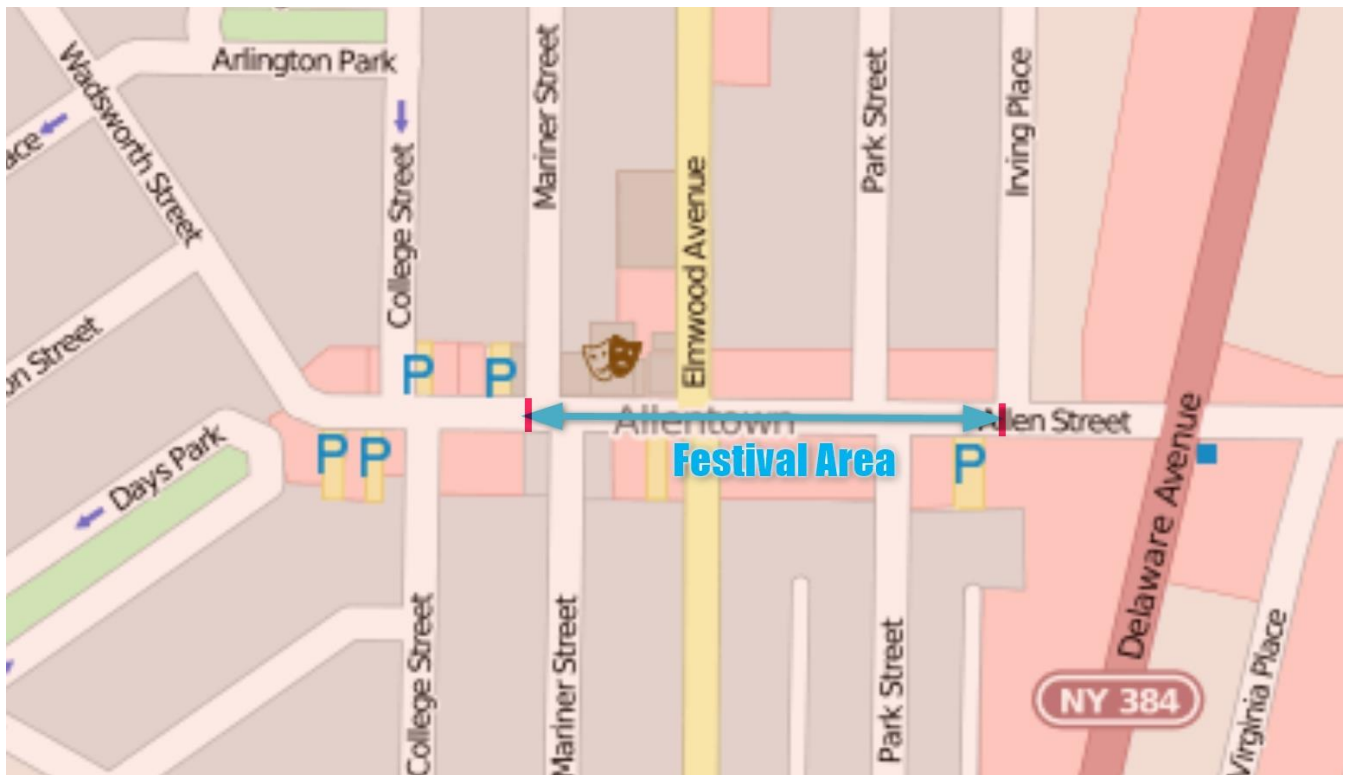 Arlington Park
Wadsworth Street
ace
College Street
Mariner Street
Elmwood Avenue
Park Street
Irving Place
on Street
P
P
Allentown
Allen Street
Festival Area
P
P
P
Days Park
Delaware Avenue
College Street
Mariner Street
Park Street
NY 384
Virginia Place